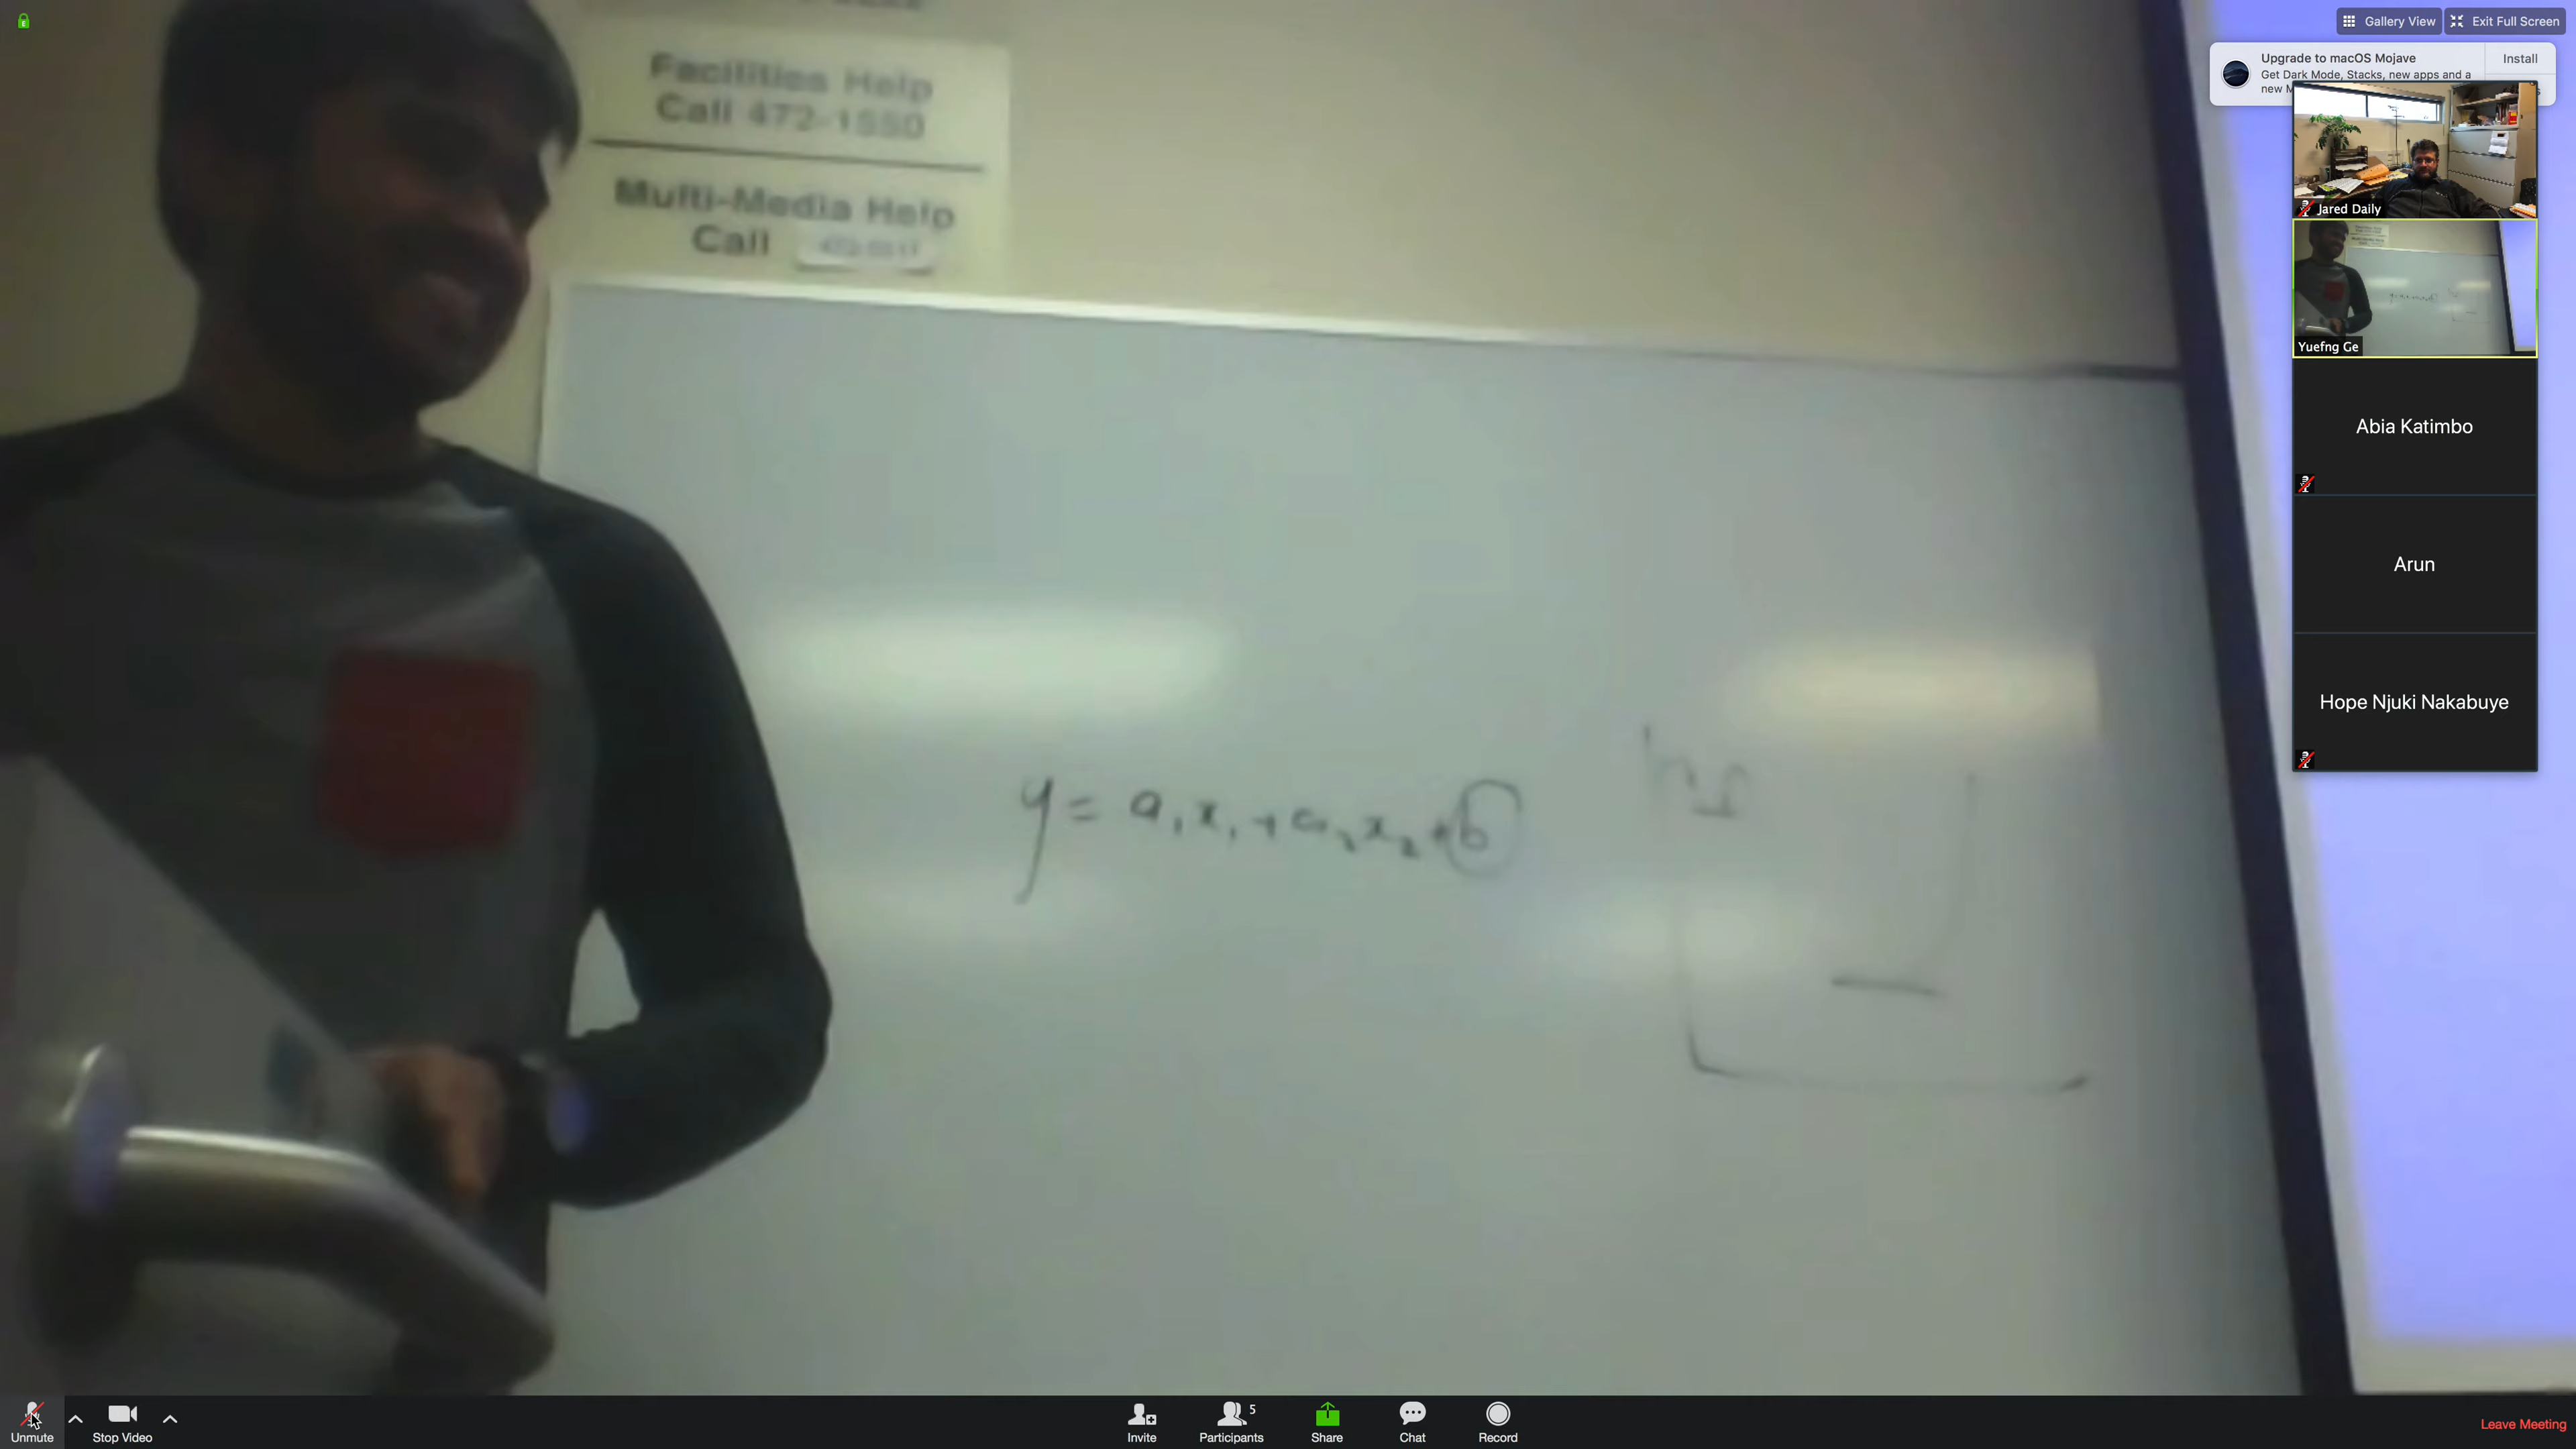 Gallery View
Exit Full Screen
Upgrade to macOS Mojave
Install
Get Dark Mode, Stacks, new apps and a
new
Facilities Help
Call 472-1550
Multi-Media Help
Call
y = a₁x₁ + a₂x₂ + b
Jared Daily
Yuefng Ge
Abia Katimbo
Arun
Hope Njuki Nakabuye
Unmute
Stop Video
Invite
Participants
5
Share
Chat
Record
Leave Meeting